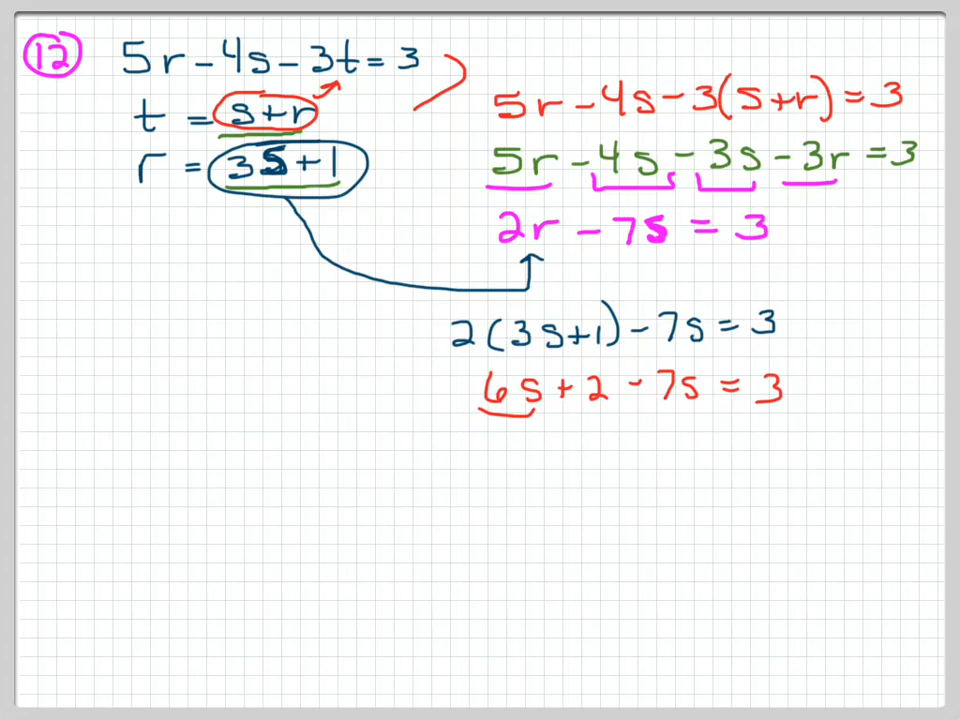 12 5r - 4s - 3t = 3
t = s + r
r = 3s + 1
5r - 4s - 3(s + r) = 3
5r - 4s - 3s - 3r = 3
2r - 7s = 3
2(3s + 1) - 7s = 3
6s + 2 - 7s = 3